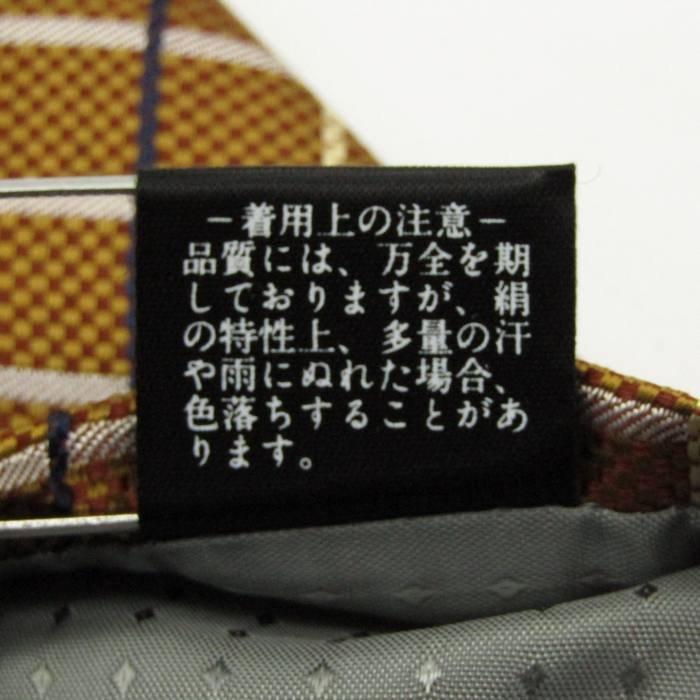 －着用上の注意－
品質には、万全を期
しておりますが、絹
の特性上、多量の汗
や雨にぬれた場合、
色落ちすることがあ
ります。